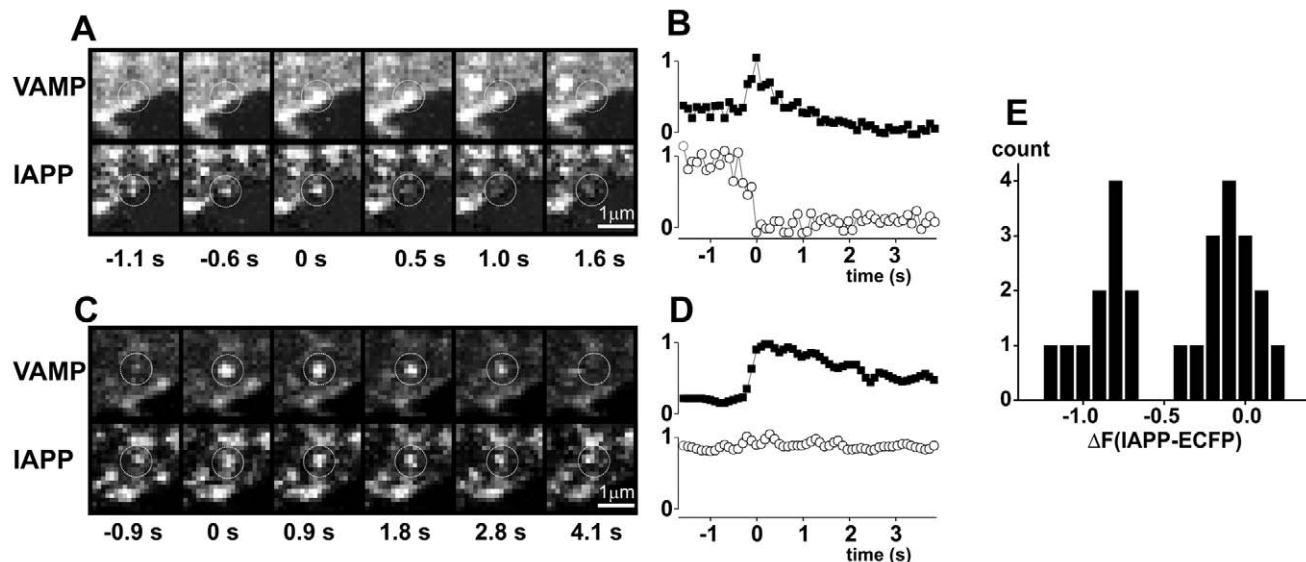 A
VAMP
IAPP
1μm
-1.1 s -0.6 s 0 s 0.5 s 1.0 s 1.6 s
B
1
0
1
0
-1 0 1 2 3
time (s)
C
VAMP
IAPP
1μm
-0.9 s 0 s 0.9 s 1.8 s 2.8 s 4.1 s
D
1
0
1
0
-1 0 1 2 3
time (s)
E
count
4
3
2
1
0
-1.0 -0.5 0.0
ΔF(IAPP-ECFP)